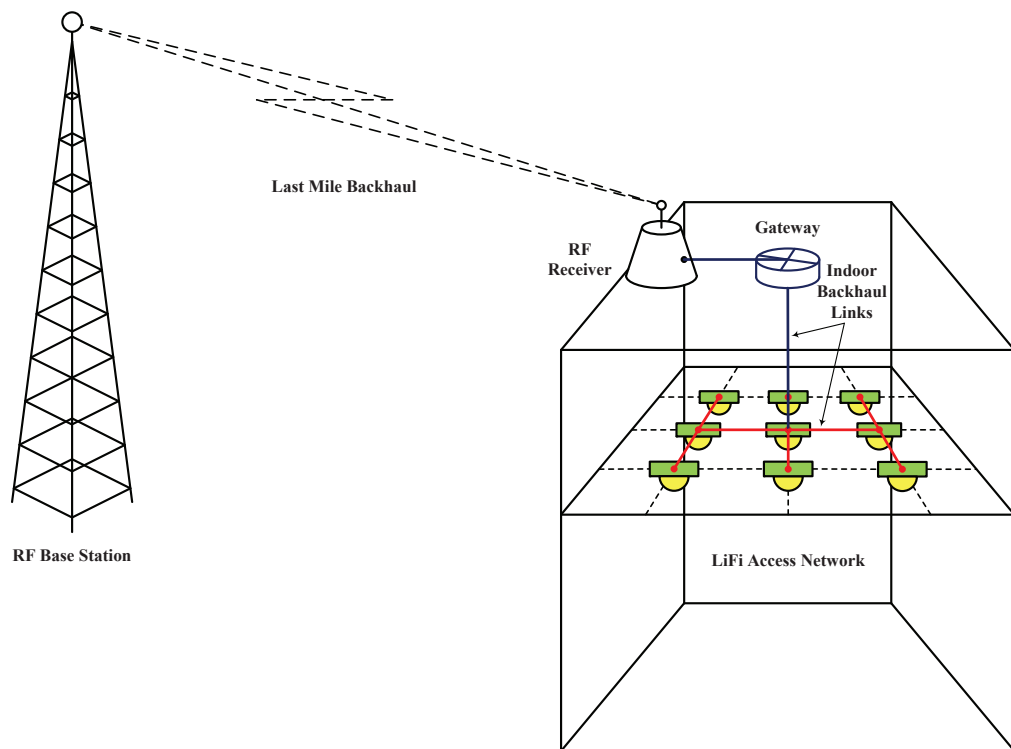 Last Mile Backhaul
RF
Receiver
Gateway
Indoor
Backhaul
Links
RF Base Station
LiFi Access Network